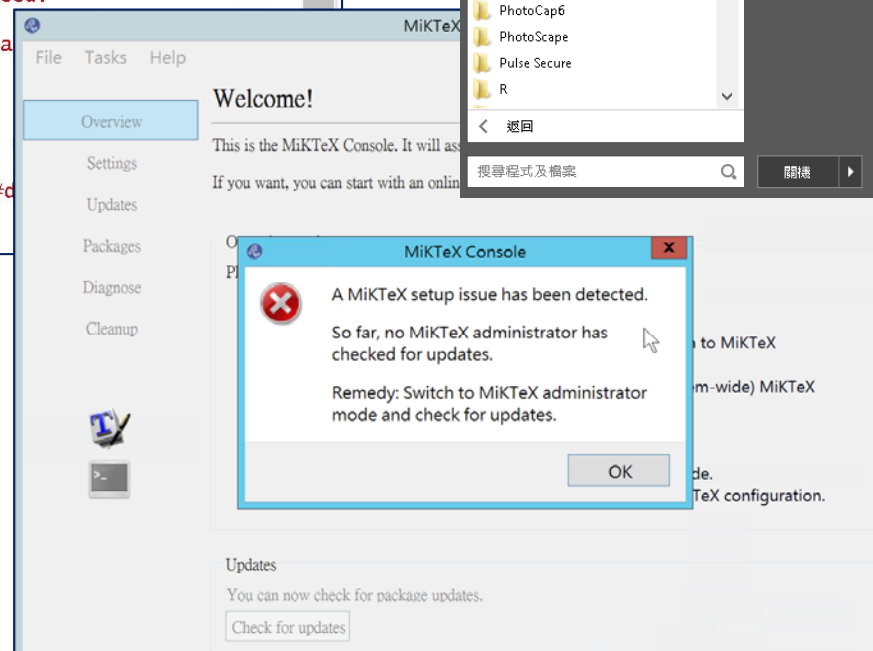 MiKTeX
File Tasks Help
PhotoCap6
PhotoScape
Pulse Secure
R
返回
搜尋程式及檔案
關機
Overview
Settings
Updates
Packages
Diagnose
Cleanup
Welcome!
This is the MiKTeX Console. It will
If you want, you can start with an
MiKTeX Console
A MiKTeX setup issue has been detected.
So far, no MiKTeX administrator has
checked for updates.
Remedy: Switch to MiKTeX administrator
mode and check for updates.
OK
to MiKTeX
m-wide) MiKTeX
de.
TeX configuration.
Updates
You can now check for package updates.
Check for updates